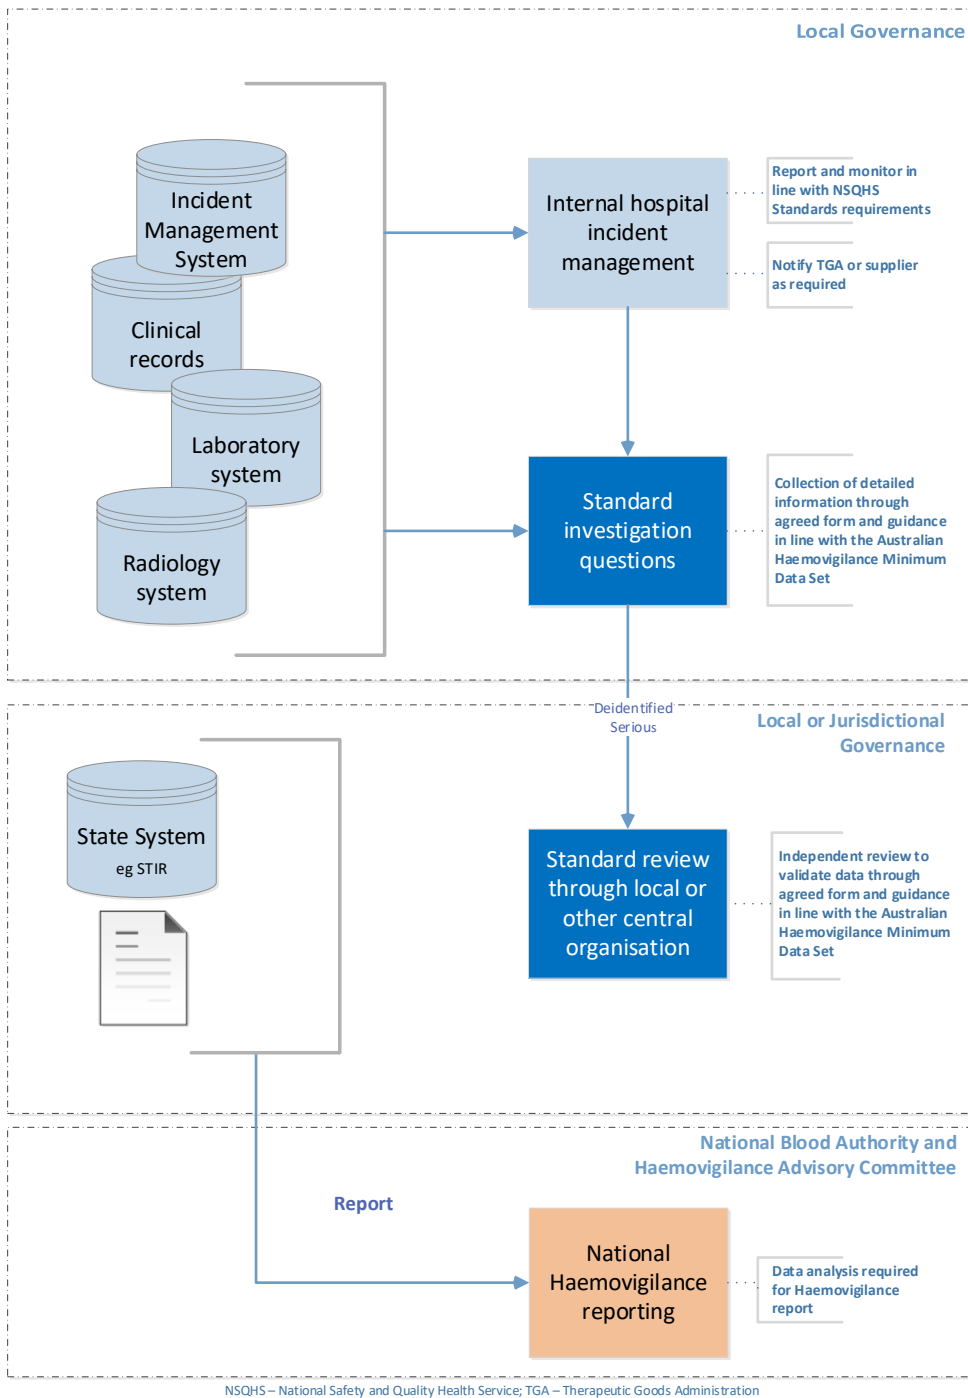 Local Governance
Incident
Management
System
Clinical
records
Laboratory
system
Radiology
system
Internal hospital
incident
management
Report and monitor in
line with NSQHS
Standards requirements
Notify TGA or supplier
as required
Standard
investigation
questions
Collection of detailed
information through
agreed form and guidance
in line with the Australian
Haemovigilance Minimum
Data Set
Deidentified
Serious
Local or Jurisdictional
Governance
State System
eg STIR
Standard review
through local or
other central
organisation
Independent review to
validate data through
agreed form and guidance
in line with the Australian
Haemovigilance Minimum
Data Set
National Blood Authority and
Haemovigilance Advisory Committee
Report
National
Haemovigilance
reporting
Data analysis required
for Haemovigilance
report
NSQHS – National Safety and Quality Health Service; TGA – Therapeutic Goods Administration